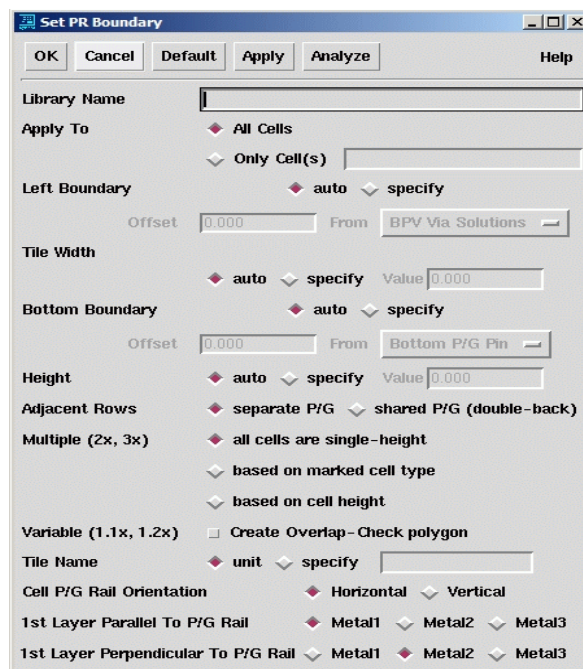 Set PR Boundary
OK Cancel Default Apply Analyze Help
Library Name
Apply To All Cells
Only Cell(s)
Left Boundary auto specify
Offset 0.000 From BPV Via Solutions
Tile Width
auto specify Value 0.000
Bottom Boundary auto specify
Offset 0.000 From Bottom P/G Pin
Height auto specify Value 0.000
Adjacent Rows separate P/G shared P/G (double-back)
Multiple (2x, 3x) all cells are single-height
based on marked cell type
based on cell height
Variable (1.1x, 1.2x) Create Overlap-Check polygon
Tile Name unit specify
Cell P/G Rail Orientation Horizontal Vertical
1st Layer Parallel To P/G Rail Metal1 Metal2 Metal3
1st Layer Perpendicular To P/G Rail Metal1 Metal2 Metal3